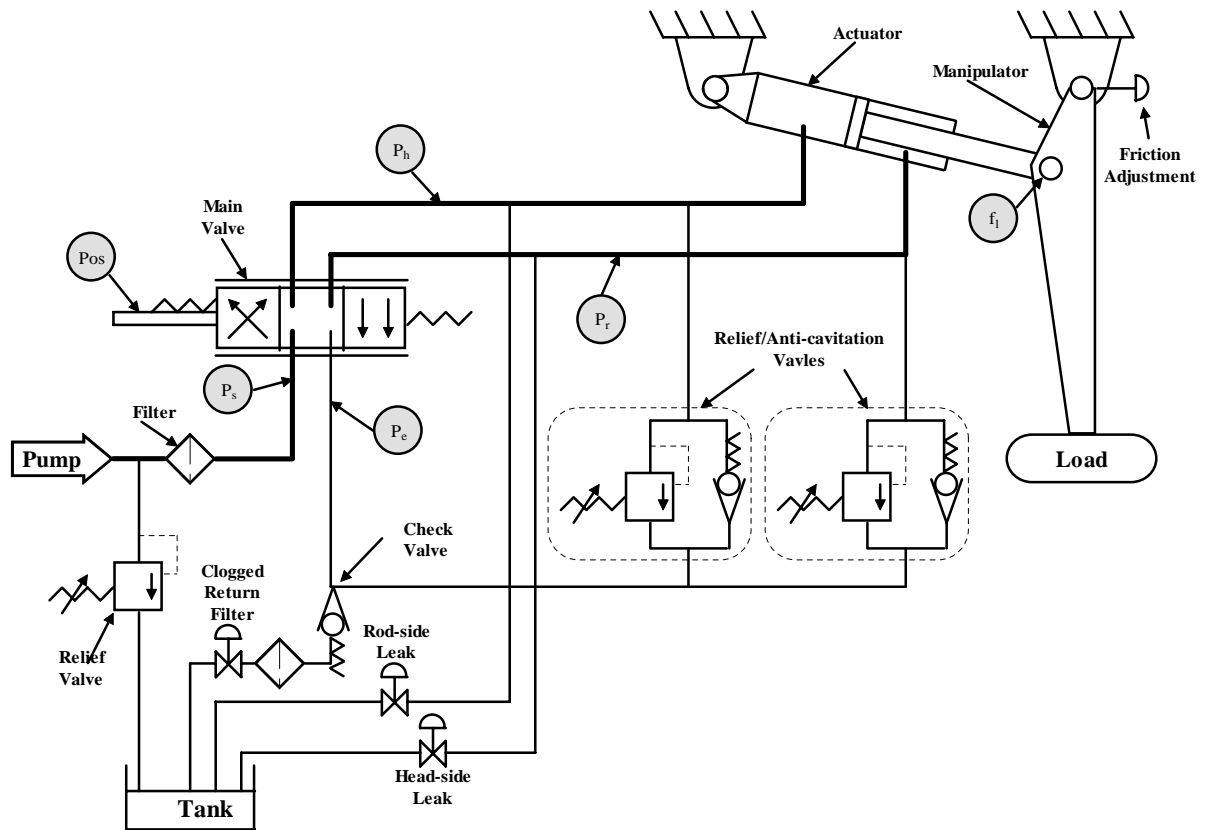 Actuator
Manipulator
Friction
Adjustment
Ph
fl
Main
Valve
Pos
Pr
Relief/Anti-cavitation
Vavles
Ps
Filter
Pe
Pump
Load
Check
Valve
Clogged
Return
Filter
Relief
Valve
Rod-side
Leak
Head-side
Leak
Tank